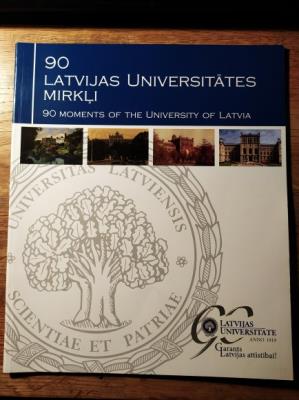 90
LATVIJAS UNIVERSITĀTES
MIRKĻI
90 MOMENTS OF THE UNIVERSITY OF LATVIA
UNIVERSITAS LATVIENSIS
SCIENTIAE ET PATRIAE
90
LATVIJAS
UNIVERSITĀTE
ANNO 1919
Garants
Latvijas attīstībai!